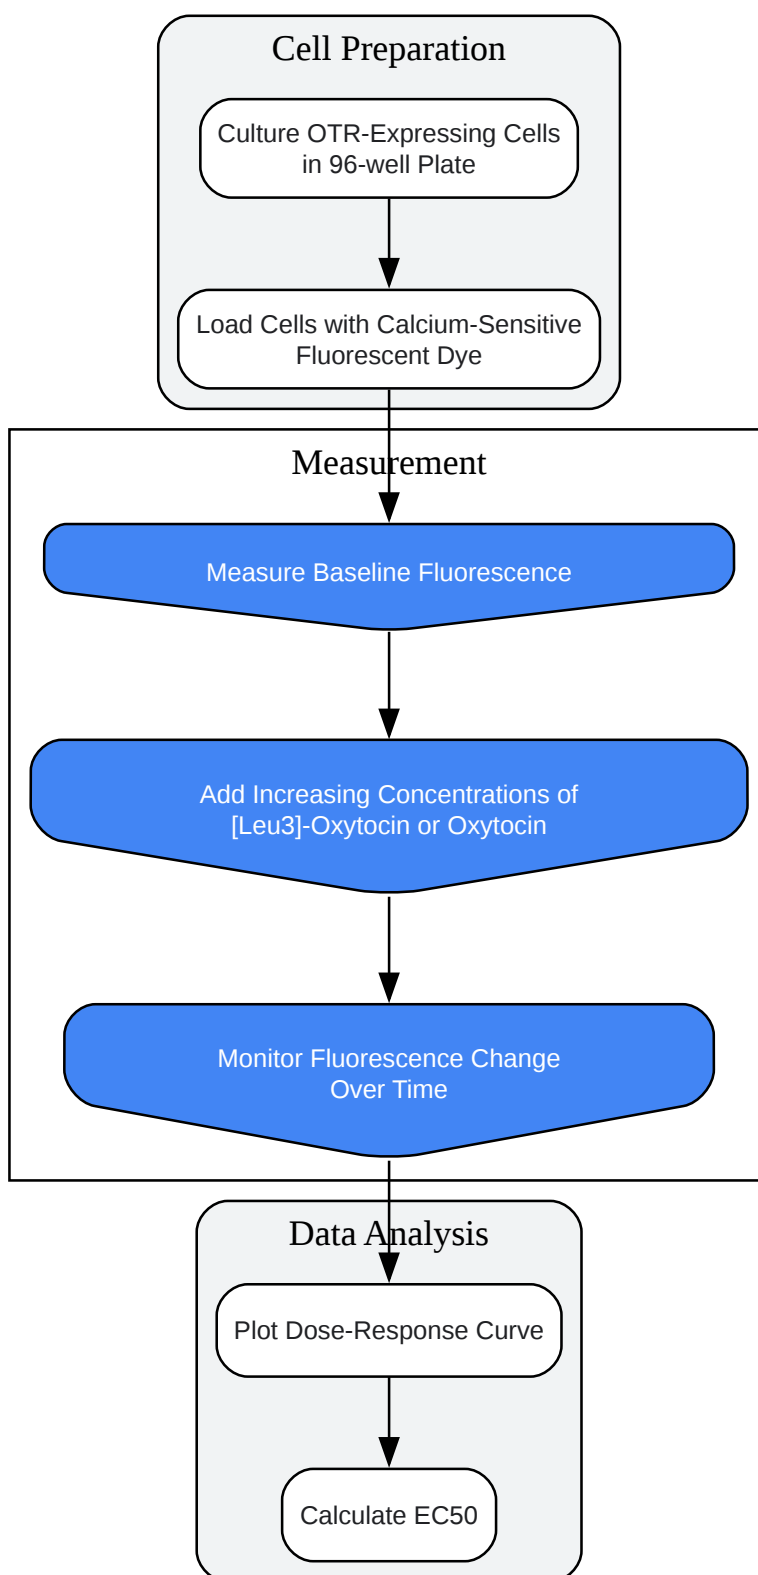 Cell Preparation
Culture OTR-Expressing Cells
in 96-well Plate
Load Cells with Calcium-Sensitive
Fluorescent Dye
Measurement
Measure Baseline Fluorescence
Add Increasing Concentrations of
[Leu3]-Oxytocin or Oxytocin
Monitor Fluorescence Change
Over Time
Data Analysis
Plot Dose-Response Curve
Calculate EC50